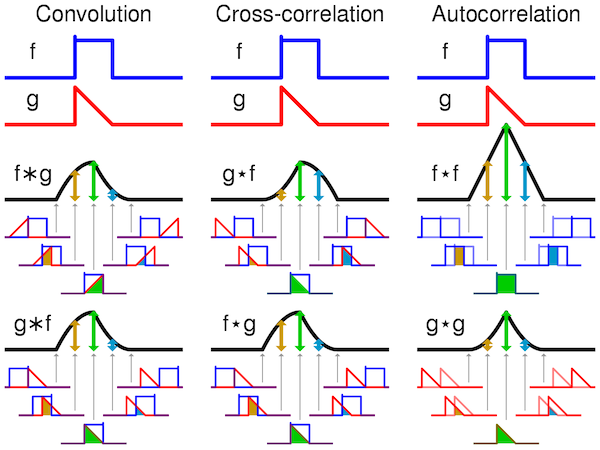 Convolution Cross-correlation Autocorrelation
f f f
g g g
f∗g g⋆f f⋆f
g∗f f⋆g g⋆g